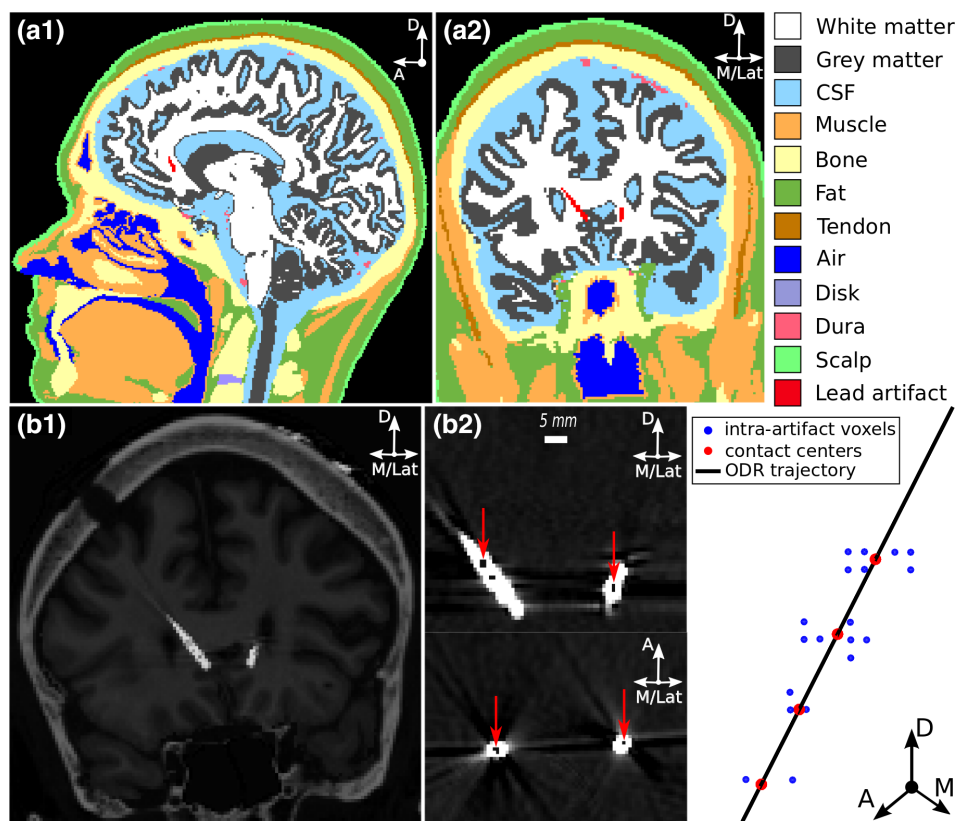 (a1)
D
A
(a2)
D
M/Lat
White matter
Grey matter
CSF
Muscle
Bone
Fat
Tendon
Air
Disk
Dura
Scalp
Lead artifact
(b1)
D
M/Lat
(b2)
5 mm
D
M/Lat
A
M/Lat
intra-artifact voxels
contact centers
ODR trajectory
D
A
M